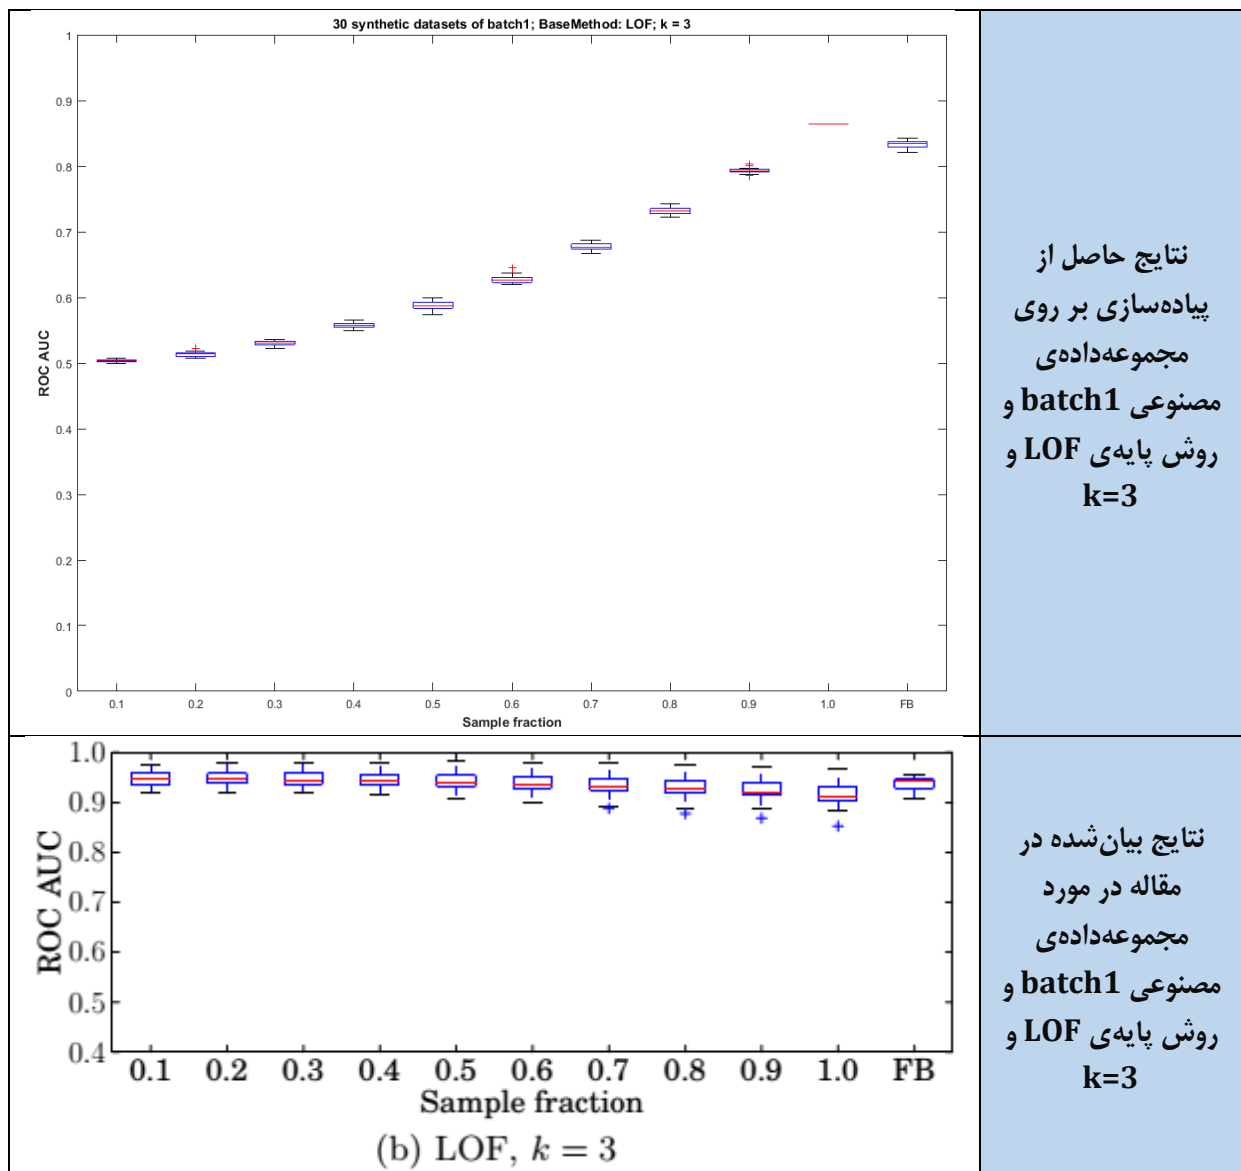 30 synthetic datasets of batch1; BaseMethod: LOF; k = 3
1
0.9
0.8
0.7
0.6
0.5
0.4
0.3
0.2
0.1
0
ROC AUC
0.1 0.2 0.3 0.4 0.5 0.6 0.7 0.8 0.9 1.0 FB
Sample fraction
نتایج حاصل از
پیاده‌سازی بر روی
مجموعه‌داده‌ی
مصنوعی batch1 و
روش پایه‌ی LOF و
k=3
1.0
0.9
0.8
0.7
0.6
0.5
0.4
ROC AUC
0.1 0.2 0.3 0.4 0.5 0.6 0.7 0.8 0.9 1.0 FB
Sample fraction
(b) LOF, k = 3
نتایج بیان‌شده در
مقاله در مورد
مجموعه‌داده‌ی
مصنوعی batch1 و
روش پایه‌ی LOF و
k=3